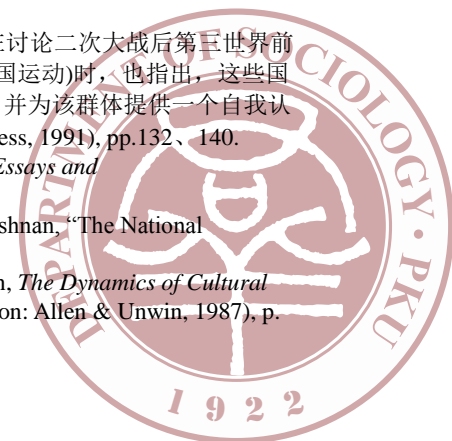 在讨论二次大战后第三世界前
国运动)时，也指出，这些国
并为该群体提供一个自我认
ess, 1991), pp.132、140.
Essays and
shnan, “The National
n, The Dynamics of Cultural
on: Allen & Unwin, 1987), p.
DEPARTMENT OF SOCIOLOGY · PKU
1922